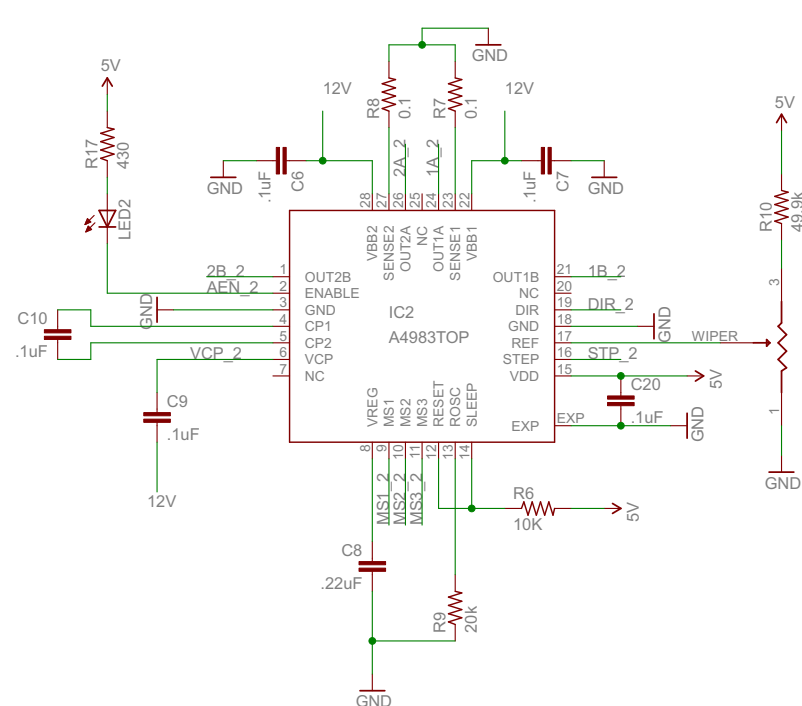 GND
5V
12V
R8
0.1
R7
0.1
12V
5V
R17
430
GND
.1uF
C6
2A_2
1A_2
.1uF
C7
GND
R10
49.9k
LED2
28
27
26
25
24
23
22
VBB2
SENSE2
OUT2A
NC
OUT1A
SENSE1
VBB1
2B_2
1
OUT2B
OUT1B
21
1B_2
AEN_2
2
ENABLE
NC
20
3
GND
3
GND
DIR
19
DIR_2
C10
.1uF
4
CP1
IC2
GND
18
GND
5
CP2
A4983TOP
REF
17
WIPER
VCP_2
6
VCP
STEP
16
STP_2
7
NC
VDD
15
5V
C9
.1uF
C20
.1uF
1
VREG
MS1
MS2
MS3
RESET
ROSC
SLEEP
EXP
EXP
GND
8
9
10
11
12
13
14
12V
MS1_2
MS2_2
MS3_2
R6
10K
5V
GND
C8
.22uF
R9
20k
GND